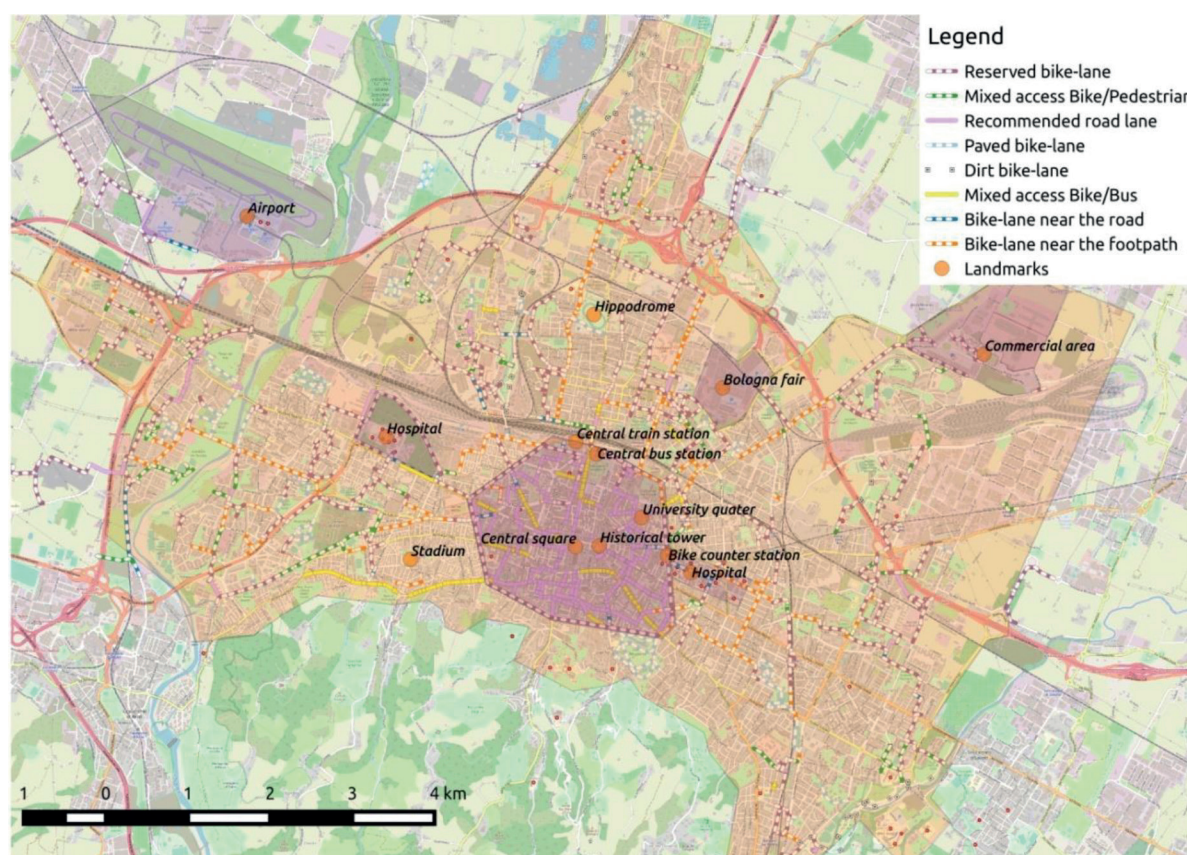 Legend
Reserved bike-lane
Mixed access Bike/Pedestrian
Recommended road lane
Paved bike-lane
Dirt bike-lane
Mixed access Bike/Bus
Bike-lane near the road
Bike-lane near the footpath
Landmarks
Airport
Hippodrome
Commercial area
Bologna fair
Hospital
Central train station
Central bus station
University quater
Central square
Historical tower
Stadium
Bike counter station
Hospital
1 0 1 2 3 4 km